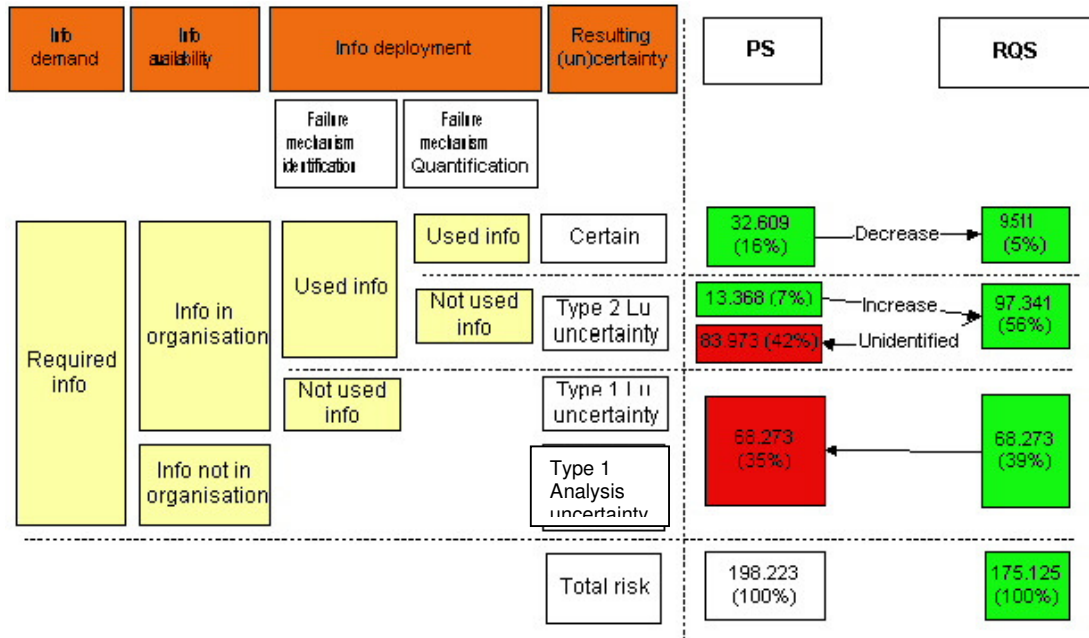 Info
demand
Info
availability
Info deployment
Resulting
(un)certainty
PS
RQS
Failure
mechanism
identification
Failure
mechanism
Quantification
Required
info
Info in
organisation
Info not in
organisation
Used info
Not used
info
Used info
Not used
info
Certain
Type 2 Lu
uncertainty
Type 1 Lu
uncertainty
Type 1
Analysis
uncertainty
Total risk
32.609
(16%)
Decrease
9.511
(5%)
13.368 (7%)
Increase
97.341
(56%)
83.973 (42%)
Unidentified
68.273
(35%)
68.273
(39%)
198.223
(100%)
175.125
(100%)